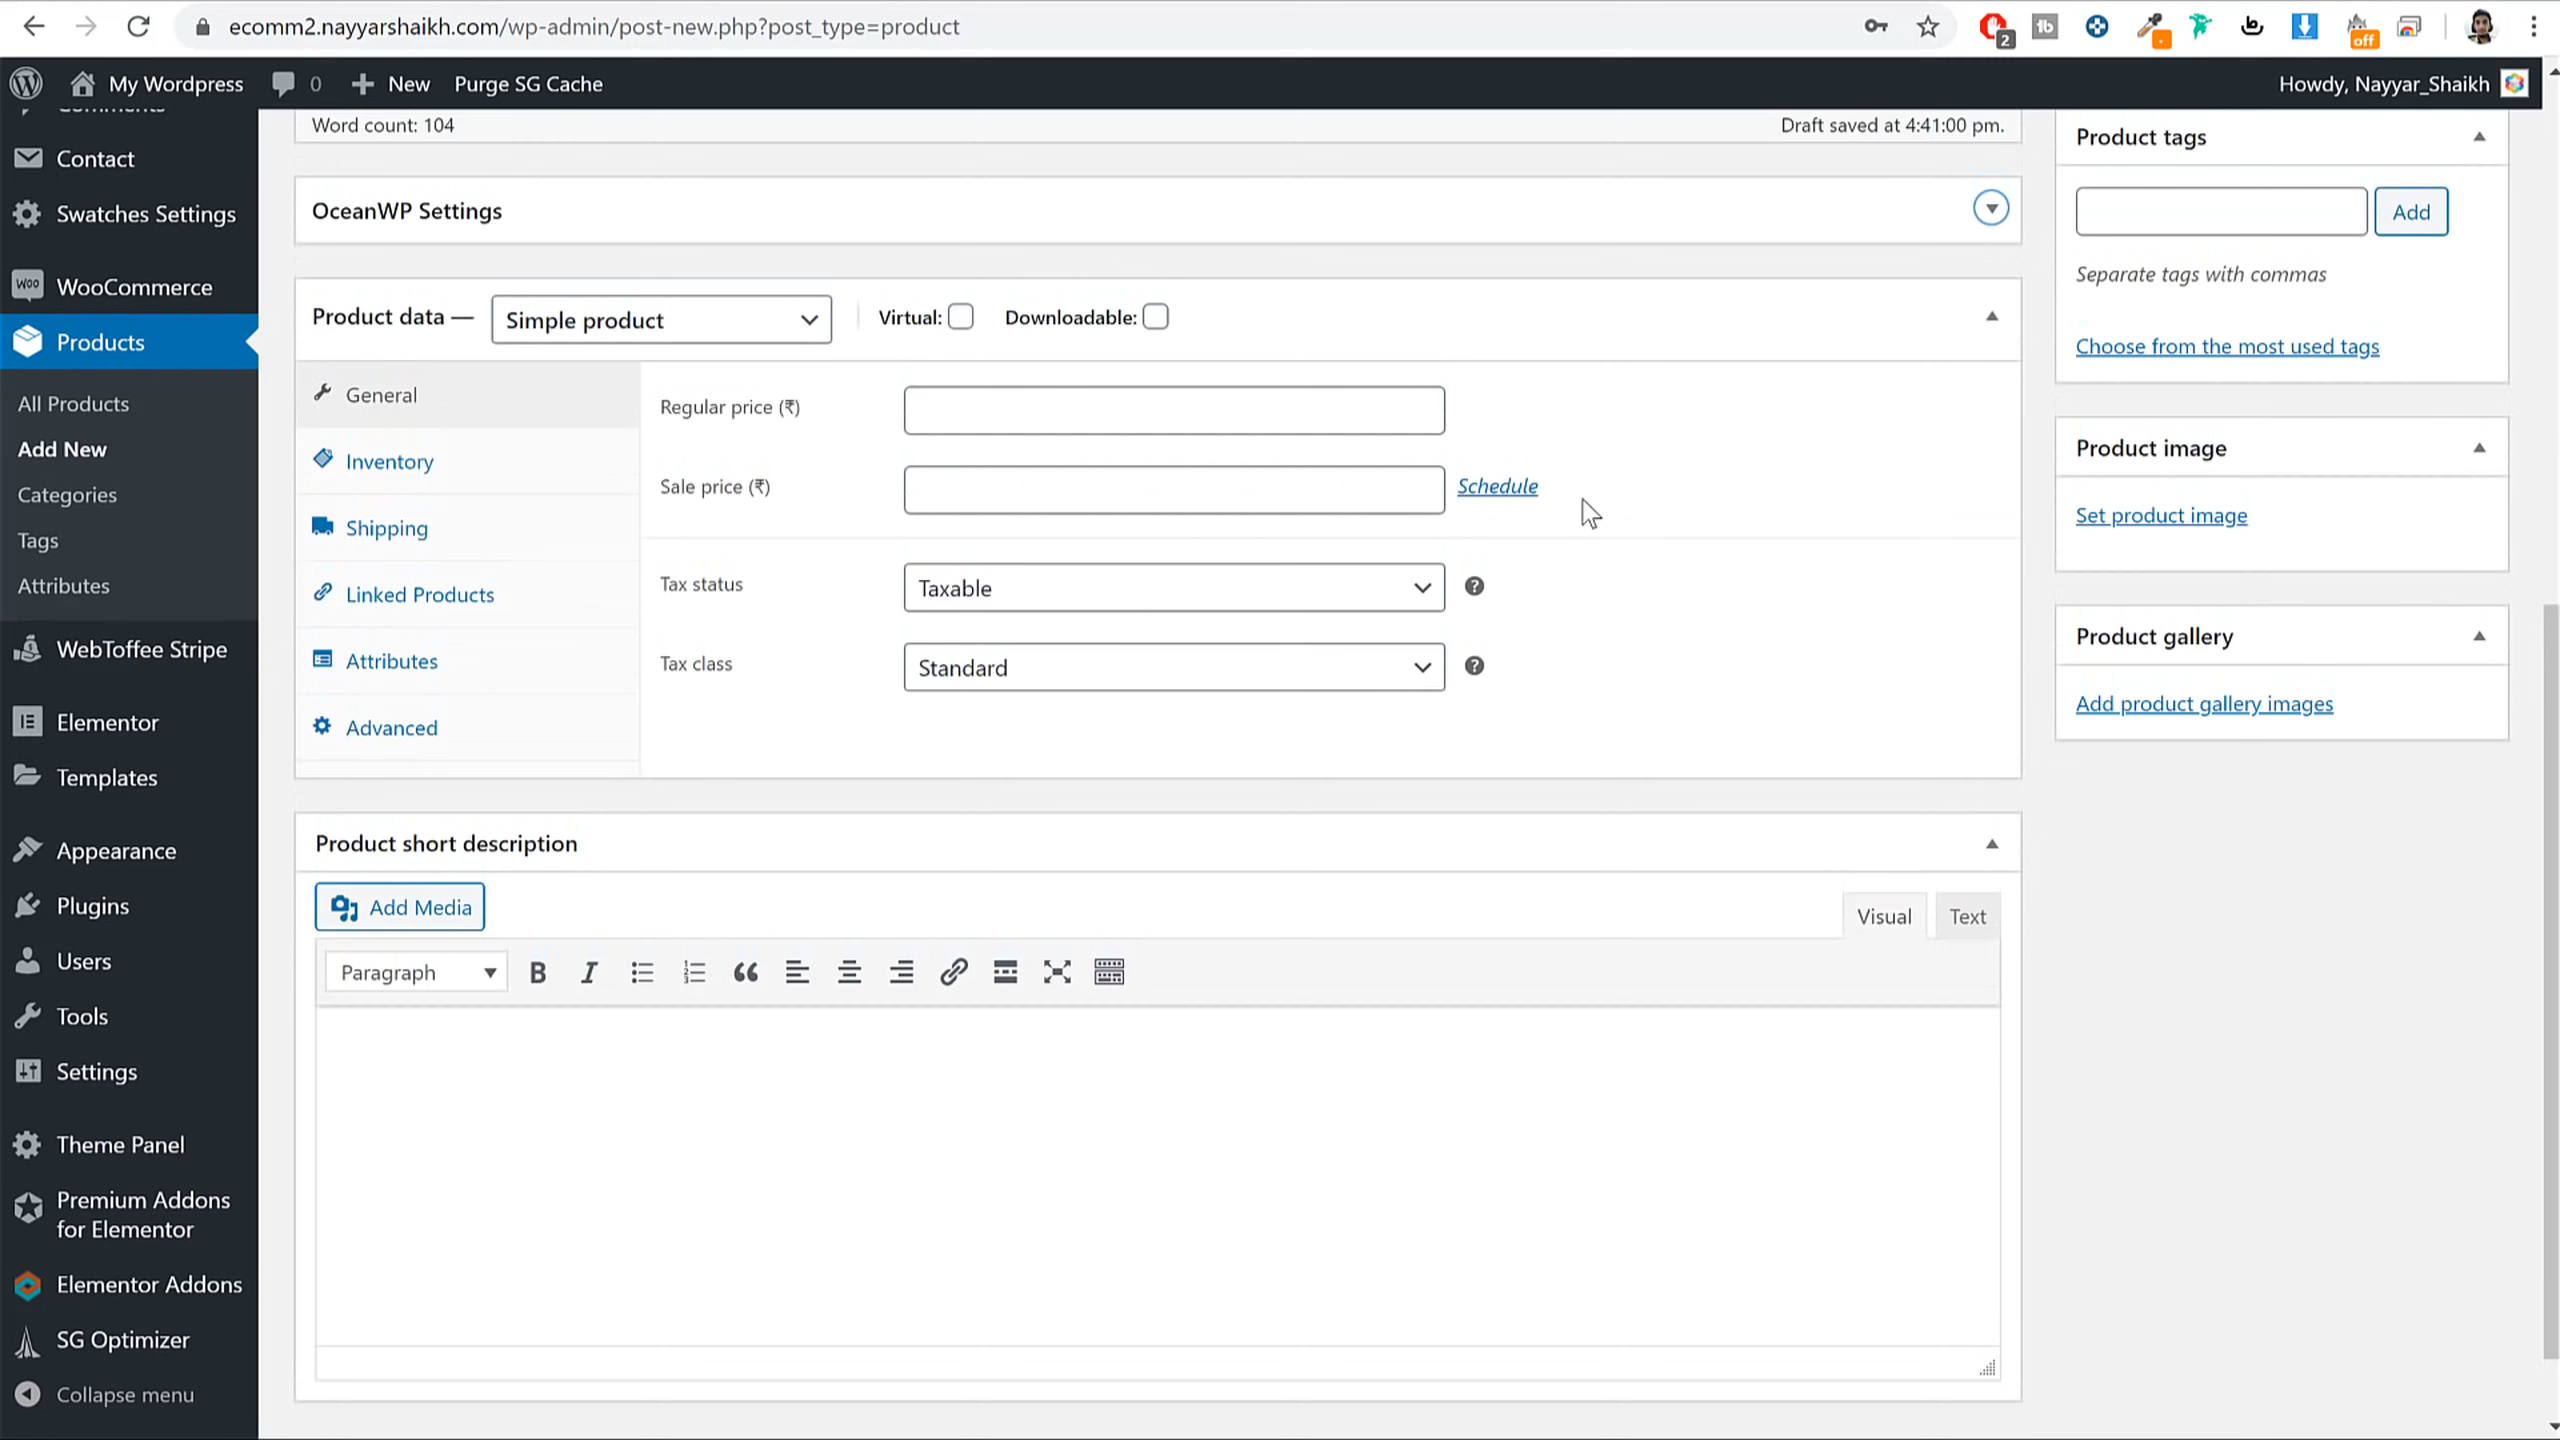 ecomm2.nayyarshaikh.com/wp-admin/post-new.php?post_type=product
2
off
My Wordpress
0
New
Purge SG Cache
Howdy, Nayyar_Shaikh
Comments
Contact
Swatches Settings
WooCommerce
Products
All Products
Add New
Categories
Tags
Attributes
WebToffee Stripe
Elementor
Templates
Appearance
Plugins
Users
Tools
Settings
Theme Panel
Premium Addons
for Elementor
Elementor Addons
SG Optimizer
Collapse menu
Word count: 104
Draft saved at 4:41:00 pm.
OceanWP Settings
Product data —
Simple product
Virtual:
Downloadable:
General
Inventory
Shipping
Linked Products
Attributes
Advanced
Regular price (₹)
Sale price (₹)
Schedule
Tax status
Taxable
Tax class
Standard
Product short description
Add Media
Visual
Text
Paragraph
Product tags
Add
Separate tags with commas
Choose from the most used tags
Product image
Set product image
Product gallery
Add product gallery images